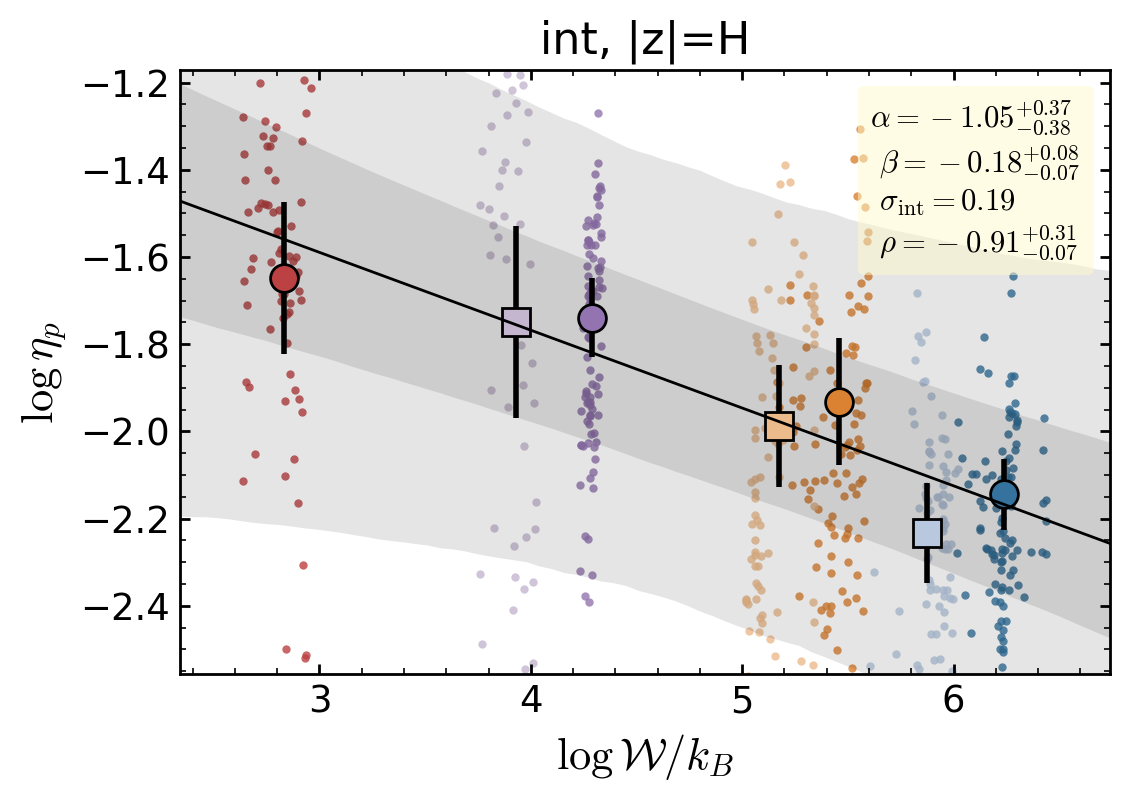 int, |z|=H
−1.2
−1.4
−1.6
−1.8
−2.0
−2.2
−2.4
log η_p
α = −1.05^{+0.37}_{−0.38}
β = −0.18^{+0.08}_{−0.07}
σ_int = 0.19
ρ = −0.91^{+0.31}_{−0.07}
3 4 5 6
log 𝒲/k_B